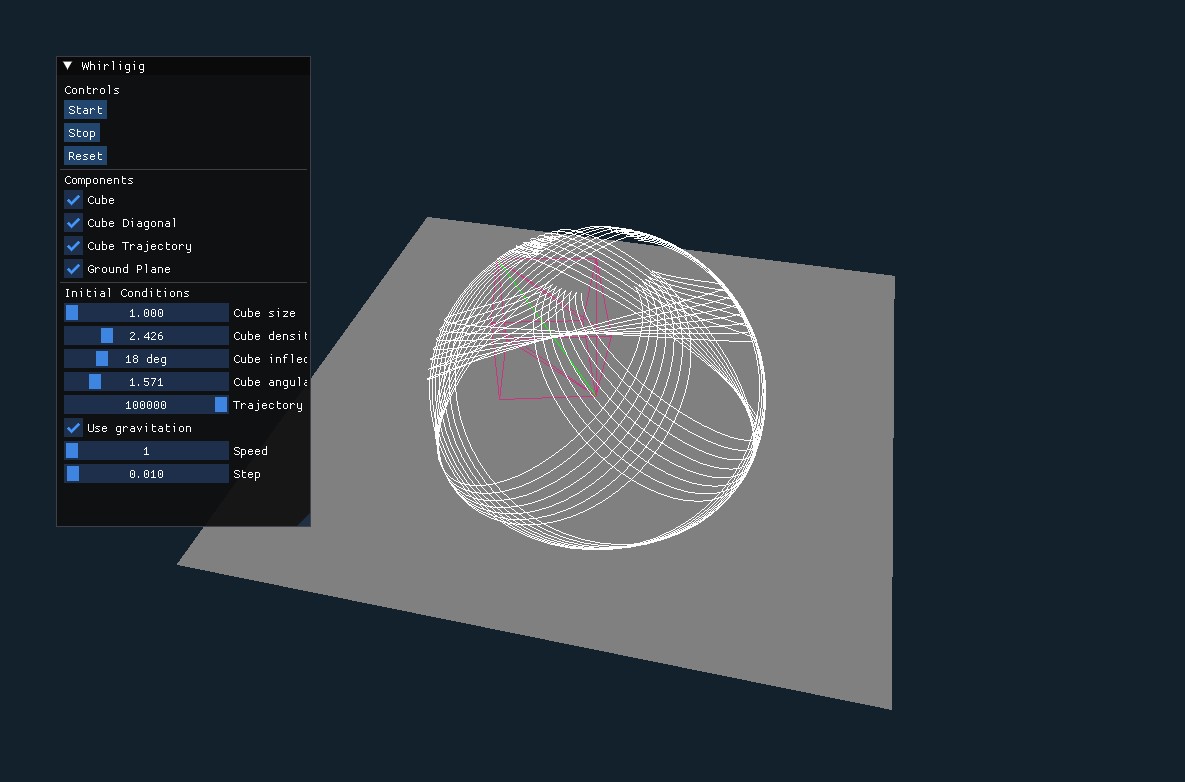 Whirligig
Controls
Start
Stop
Reset
Components
Cube
Cube Diagonal
Cube Trajectory
Ground Plane
Initial Conditions
1.000 Cube size
2.426 Cube densit
18 deg Cube inflec
1.571 Cube angula
100000 Trajectory
Use gravitation
1 Speed
0.010 Step